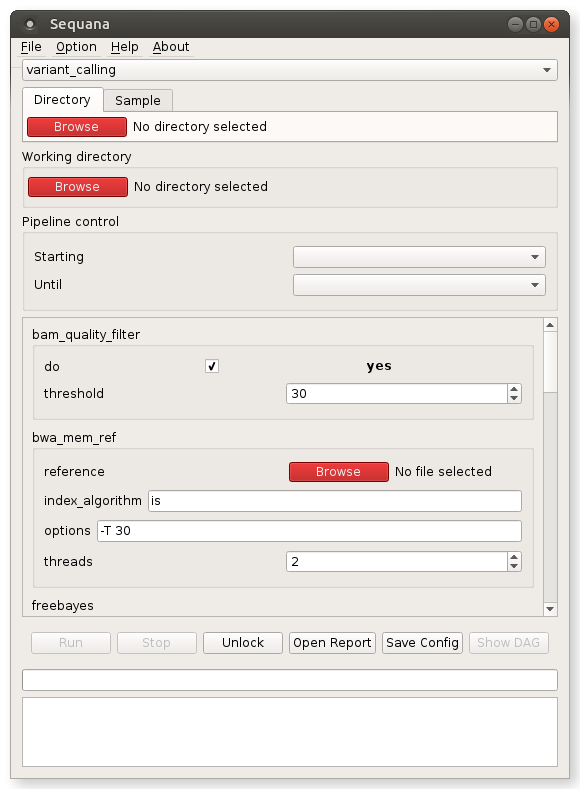 Sequana
File Option Help About
variant_calling
Directory Sample
Browse No directory selected
Working directory
Browse No directory selected
Pipeline control
Starting
Until
bam_quality_filter
do yes
threshold 30
bwa_mem_ref
reference Browse No file selected
index_algorithm is
options -T 30
threads 2
freebayes
Run Stop Unlock Open Report Save Config Show DAG